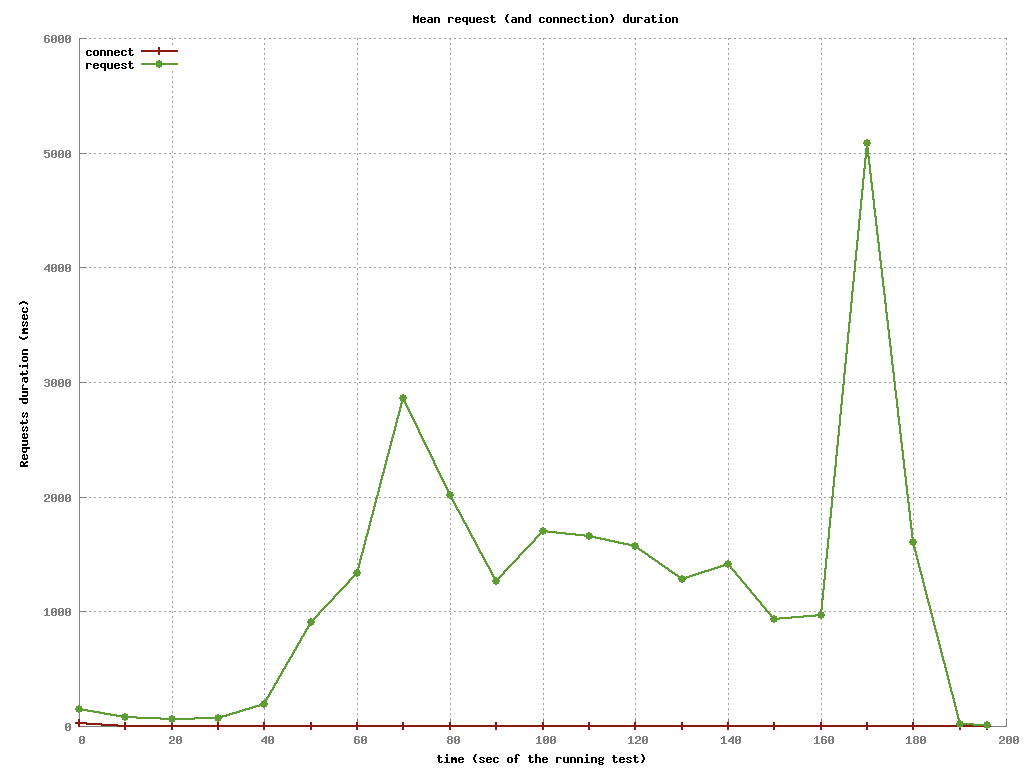 Mean request (and connection) duration
6000
connect
request
5000
4000
3000
2000
1000
0
Requests duration (msec)
0 20 40 60 80 100 120 140 160 180 200
time (sec of the running test)